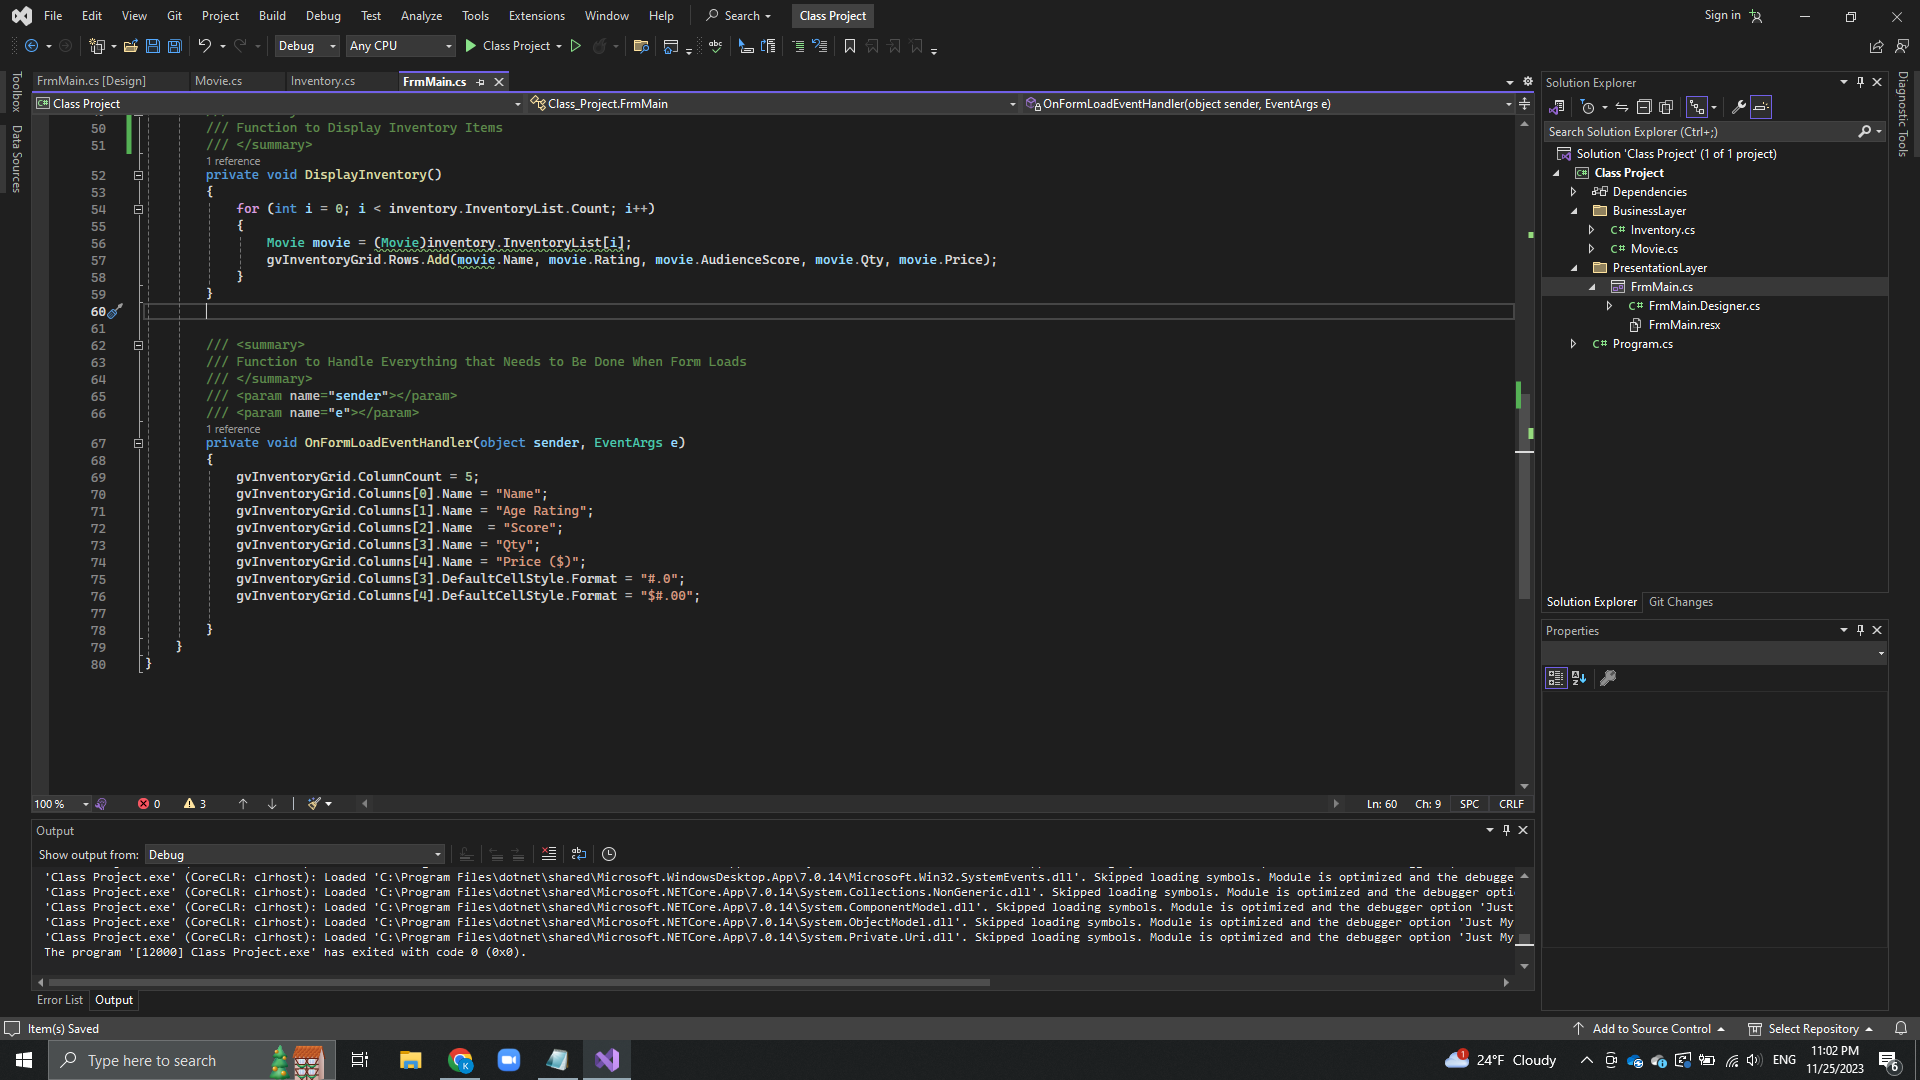 File Edit View Git Project Build Debug Test Analyze Tools Extensions Window Help Search Class Project Sign in
Debug Any CPU Class Project
Toolbox
Data Sources
FrmMain.cs [Design] Movie.cs Inventory.cs FrmMain.cs
C# Class Project Class_Project.FrmMain OnFormLoadEventHandler(object sender, EventArgs e)
50 /// Function to Display Inventory Items
51 /// </summary>
1 reference
52 private void DisplayInventory()
53 {
54 for (int i = 0; i < inventory.InventoryList.Count; i++)
55 {
56 Movie movie = (Movie)inventory.InventoryList[i];
57 gvInventoryGrid.Rows.Add(movie.Name, movie.Rating, movie.AudienceScore, movie.Qty, movie.Price);
58 }
59 }
60
61
62 /// <summary>
63 /// Function to Handle Everything that Needs to Be Done When Form Loads
64 /// </summary>
65 /// <param name="sender"></param>
66 /// <param name="e"></param>
1 reference
67 private void OnFormLoadEventHandler(object sender, EventArgs e)
68 {
69 gvInventoryGrid.ColumnCount = 5;
70 gvInventoryGrid.Columns[0].Name = "Name";
71 gvInventoryGrid.Columns[1].Name = "Age Rating";
72 gvInventoryGrid.Columns[2].Name  = "Score";
73 gvInventoryGrid.Columns[3].Name = "Qty";
74 gvInventoryGrid.Columns[4].Name = "Price ($)";
75 gvInventoryGrid.Columns[3].DefaultCellStyle.Format = "#.0";
76 gvInventoryGrid.Columns[4].DefaultCellStyle.Format = "$#.00";
77
78 }
79 }
80 }
100 % 0 3 Ln: 60 Ch: 9 SPC CRLF
Output
Show output from: Debug
'Class Project.exe' (CoreCLR: clrhost): Loaded 'C:\Program Files\dotnet\shared\Microsoft.WindowsDesktop.App\7.0.14\Microsoft.Win32.SystemEvents.dll'. Skipped loading symbols. Module is optimized and the debugge
'Class Project.exe' (CoreCLR: clrhost): Loaded 'C:\Program Files\dotnet\shared\Microsoft.NETCore.App\7.0.14\System.Collections.NonGeneric.dll'. Skipped loading symbols. Module is optimized and the debugger opti
'Class Project.exe' (CoreCLR: clrhost): Loaded 'C:\Program Files\dotnet\shared\Microsoft.NETCore.App\7.0.14\System.ComponentModel.dll'. Skipped loading symbols. Module is optimized and the debugger option 'Just
'Class Project.exe' (CoreCLR: clrhost): Loaded 'C:\Program Files\dotnet\shared\Microsoft.NETCore.App\7.0.14\System.ObjectModel.dll'. Skipped loading symbols. Module is optimized and the debugger option 'Just My
'Class Project.exe' (CoreCLR: clrhost): Loaded 'C:\Program Files\dotnet\shared\Microsoft.NETCore.App\7.0.14\System.Private.Uri.dll'. Skipped loading symbols. Module is optimized and the debugger option 'Just My
The program '[12000] Class Project.exe' has exited with code 0 (0x0).
Error List Output
Solution Explorer
Search Solution Explorer (Ctrl+;)
Solution 'Class Project' (1 of 1 project)
C# Class Project
Dependencies
BusinessLayer
C# Inventory.cs
C# Movie.cs
PresentationLayer
FrmMain.cs
C# FrmMain.Designer.cs
FrmMain.resx
C# Program.cs
Solution Explorer Git Changes
Properties
Diagnostic Tools
Item(s) Saved Add to Source Control Select Repository
Type here to search K 1 24°F Cloudy ENG 11:02 PM 6
11/25/2023